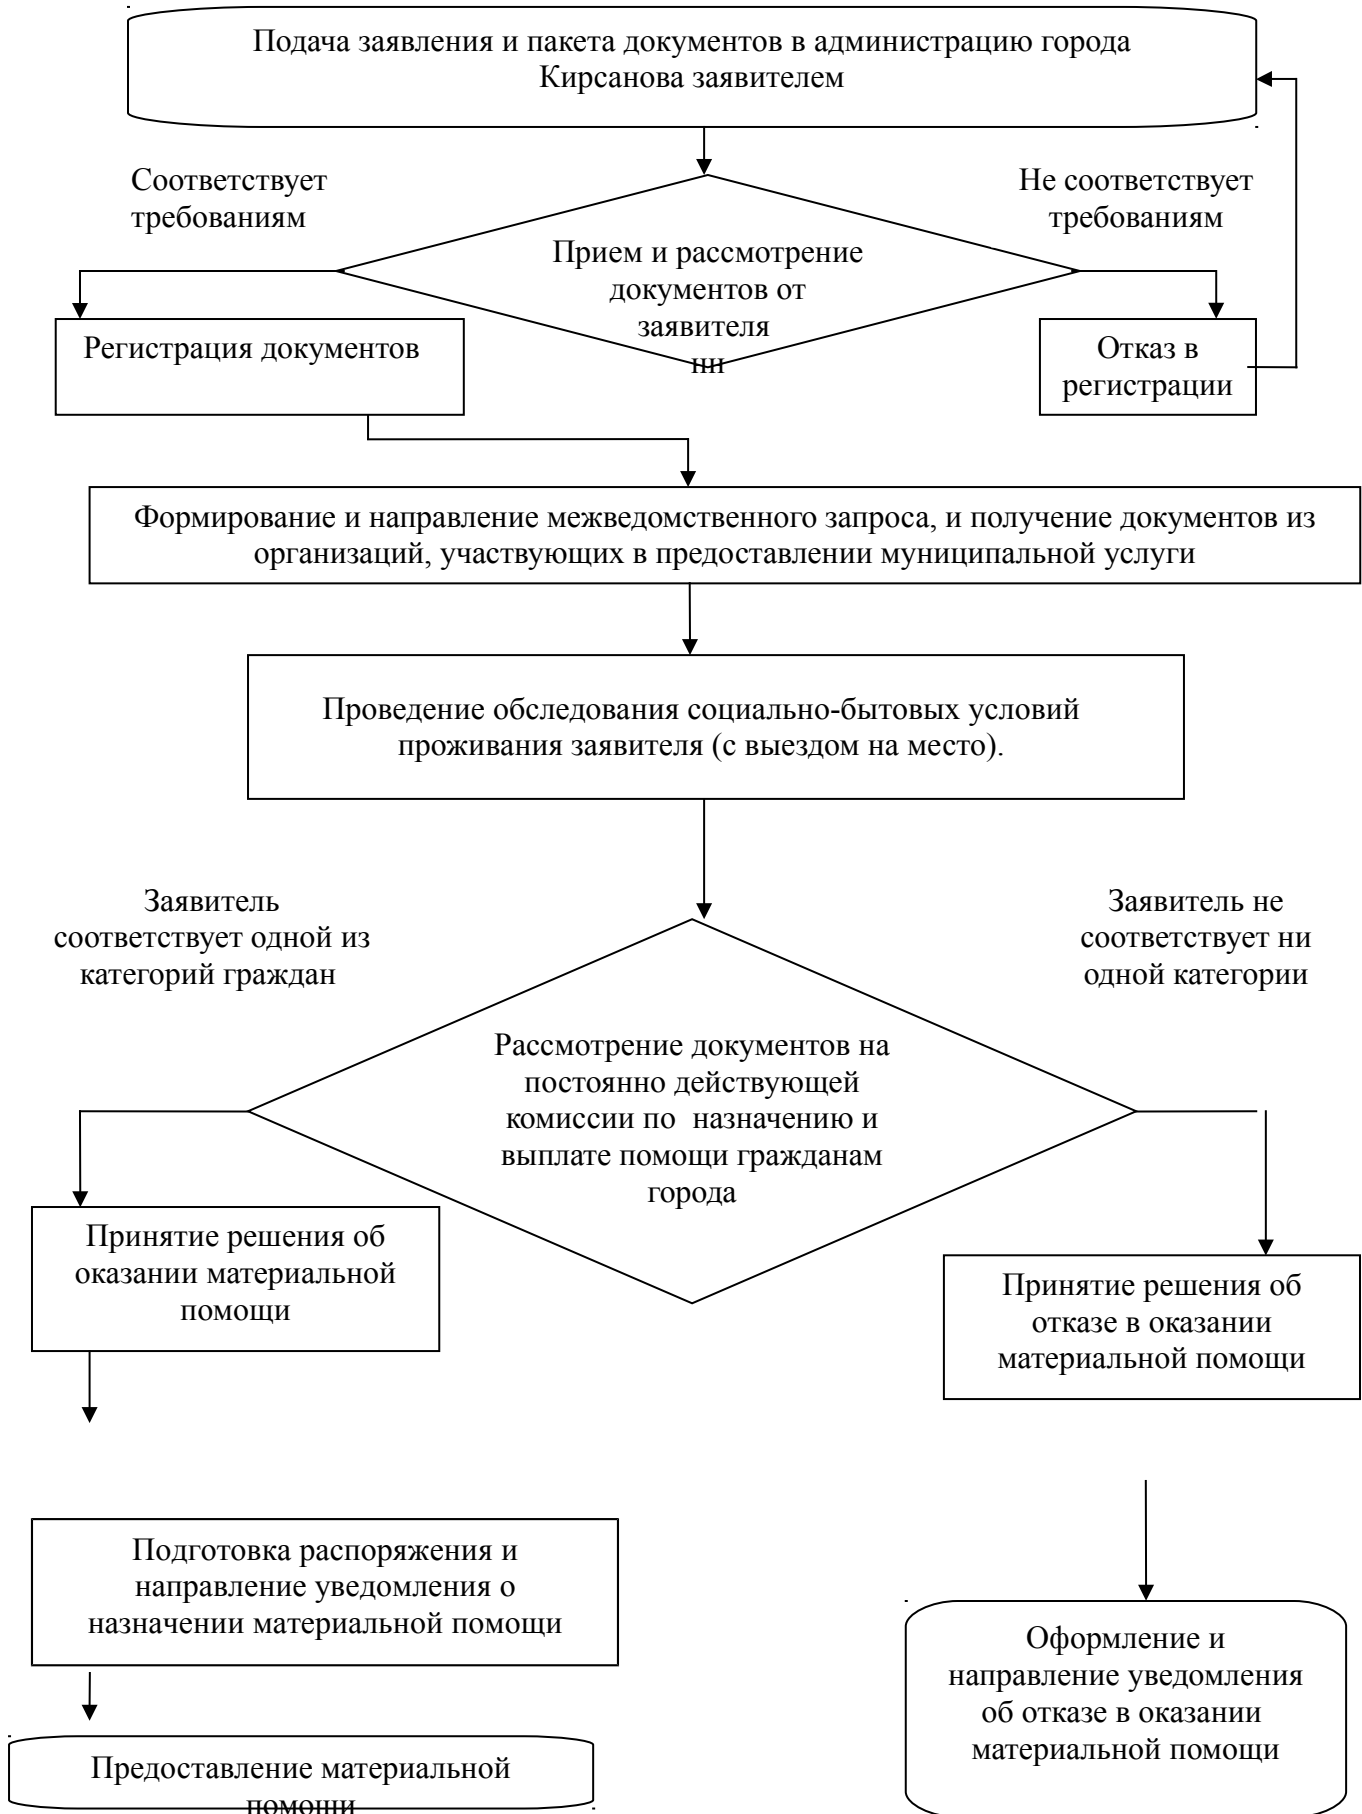 Подача заявления и пакета документов в администрацию города
Кирсанова заявителем
Соответствует
требованиям
Не соответствует
требованиям
Прием и рассмотрение
документов от
заявителя
ни
Регистрация документов
Отказ в
регистрации
Формирование и направление межведомственного запроса, и получение документов из
организаций, участвующих в предоставлении муниципальной услуги
Проведение обследования социально-бытовых условий
проживания заявителя (с выездом на место).
Заявитель
соответствует одной из
категорий граждан
Заявитель не
соответствует ни
одной категории
Рассмотрение документов на
постоянно действующей
комиссии по  назначению и
выплате помощи гражданам
города
Принятие решения об
оказании материальной
помощи
Принятие решения об
отказе в оказании
материальной помощи
Подготовка распоряжения и
направление уведомления о
назначении материальной помощи
Оформление и
направление уведомления
об отказе в оказании
материальной помощи
Предоставление материальной
помощи